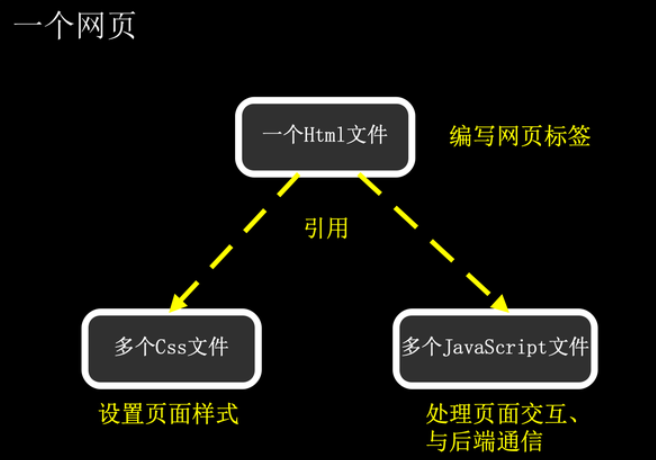 一个网页
一个Html文件
编写网页标签
引用
多个Css文件
多个JavaScript文件
设置页面样式
处理页面交互、
与后端通信